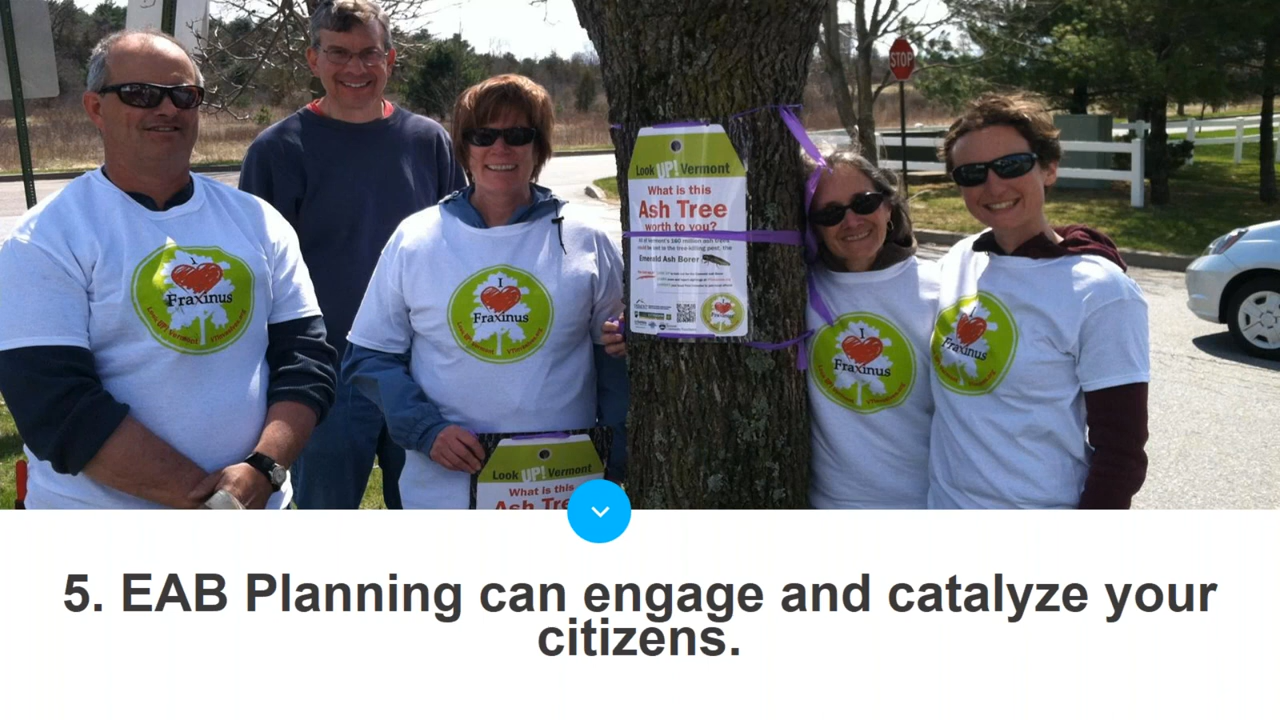 STOP
Look UP! Vermont
What is this
Ash Tree
worth to you?
Emerald Ash Borer
I
Fraxinus
I
Fraxinus
I
Fraxinus
I
Fraxinus
Look UP! Vermont
What is this
Ash Tre
5. EAB Planning can engage and catalyze your
citizens.